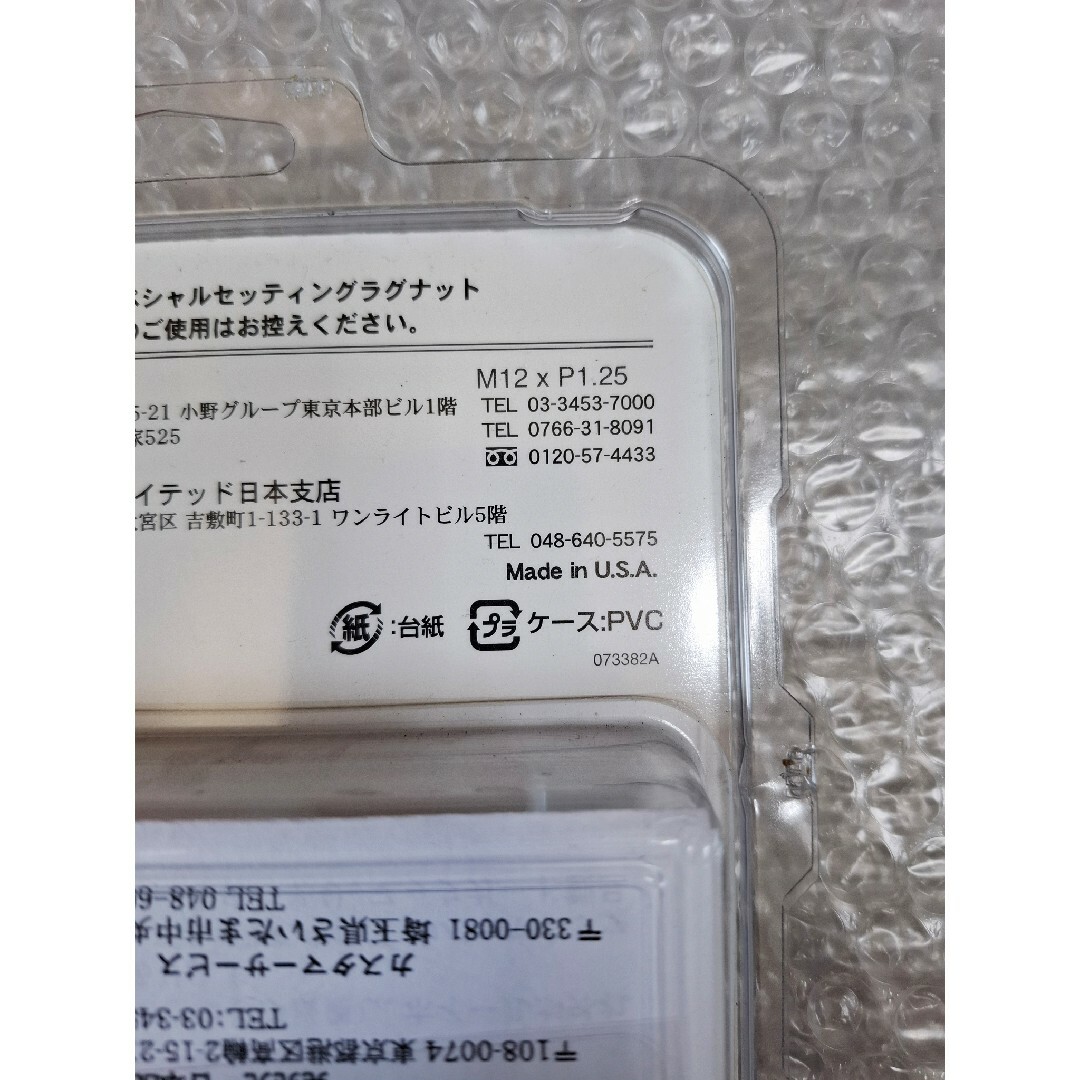 シャルセッティングラグナット
のご使用はお控えください。
M12 x P1.25
-21 小野グループ東京本部ビル1階 TEL 03-3453-7000
525 TEL 0766-31-8091
0120-57-4433
イテッド日本支店
宮区 吉敷町1-133-1 ワンライトビル5階
TEL 048-640-5575
Made in U.S.A.
紙:台紙 プラ ケース:PVC
073382A
〒108-0074 東京都港区高輪2-15-2
TEL:03-34
カスタマーサービス
〒330-0081 埼玉県さいたま市中央
TEL 048-6